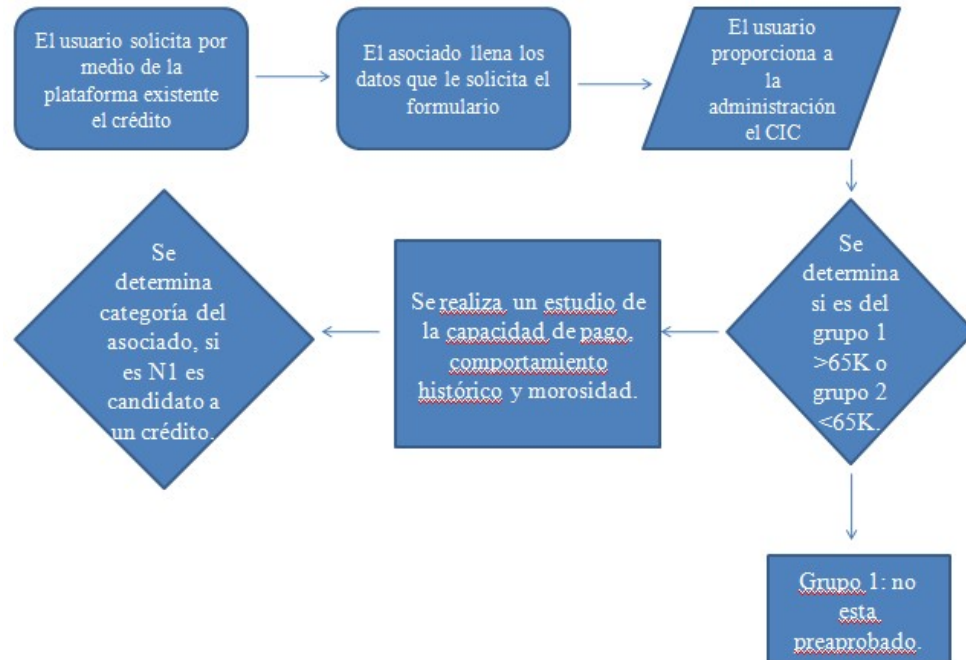 El usuario solicita por
medio de la
plataforma existente
el crédito
El asociado llena los
datos que le solicita el
formulario
El usuario
proporciona a
la
administración
el CIC
Se
determina
si es del
grupo 1
>65K o
grupo 2
<65K.
Se realiza un estudio de
la capacidad de pago,
comportamiento
histórico y morosidad.
Se
determina
categoría del
asociado, si
es N1 es
candidato a
un crédito.
Grupo 1: no
esta
preaprobado.